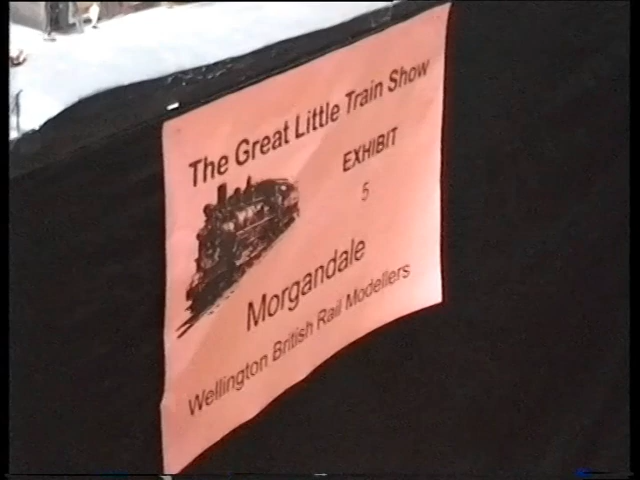 The Great Little Train Show
EXHIBIT
5
Morgandale
Wellington British Rail Modellers